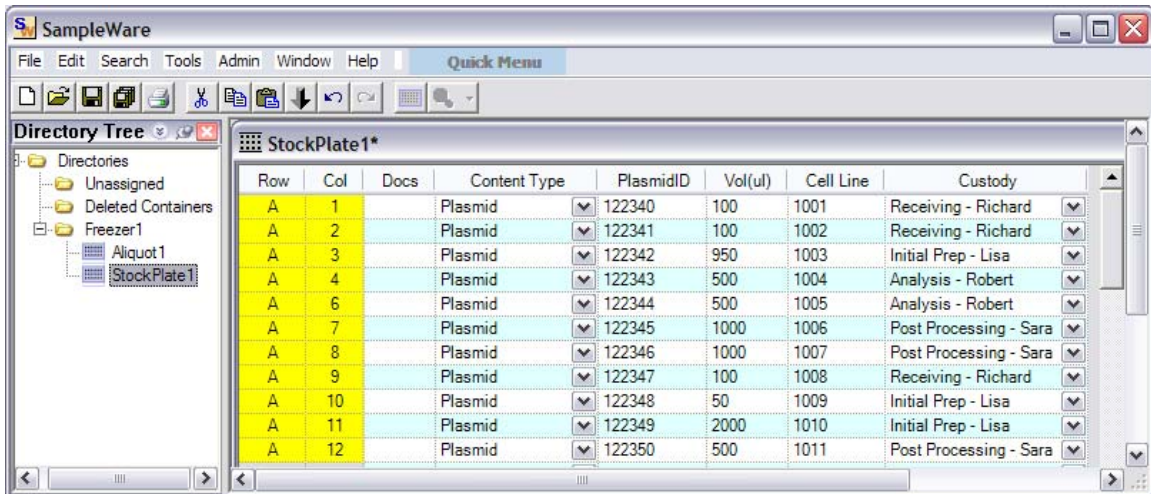 SampleWare
File Edit Search Tools Admin Window Help Quick Menu
Directory Tree
Directories
Unassigned
Deleted Containers
Freezer1
Aliquot1
StockPlate1
StockPlate1*
Row Col Docs Content Type PlasmidID Vol(ul) Cell Line Custody
A 1 Plasmid 122340 100 1001 Receiving - Richard
A 2 Plasmid 122341 100 1002 Receiving - Richard
A 3 Plasmid 122342 950 1003 Initial Prep - Lisa
A 4 Plasmid 122343 500 1004 Analysis - Robert
A 6 Plasmid 122344 500 1005 Analysis - Robert
A 7 Plasmid 122345 1000 1006 Post Processing - Sara
A 8 Plasmid 122346 1000 1007 Post Processing - Sara
A 9 Plasmid 122347 100 1008 Receiving - Richard
A 10 Plasmid 122348 50 1009 Initial Prep - Lisa
A 11 Plasmid 122349 2000 1010 Initial Prep - Lisa
A 12 Plasmid 122350 500 1011 Post Processing - Sara